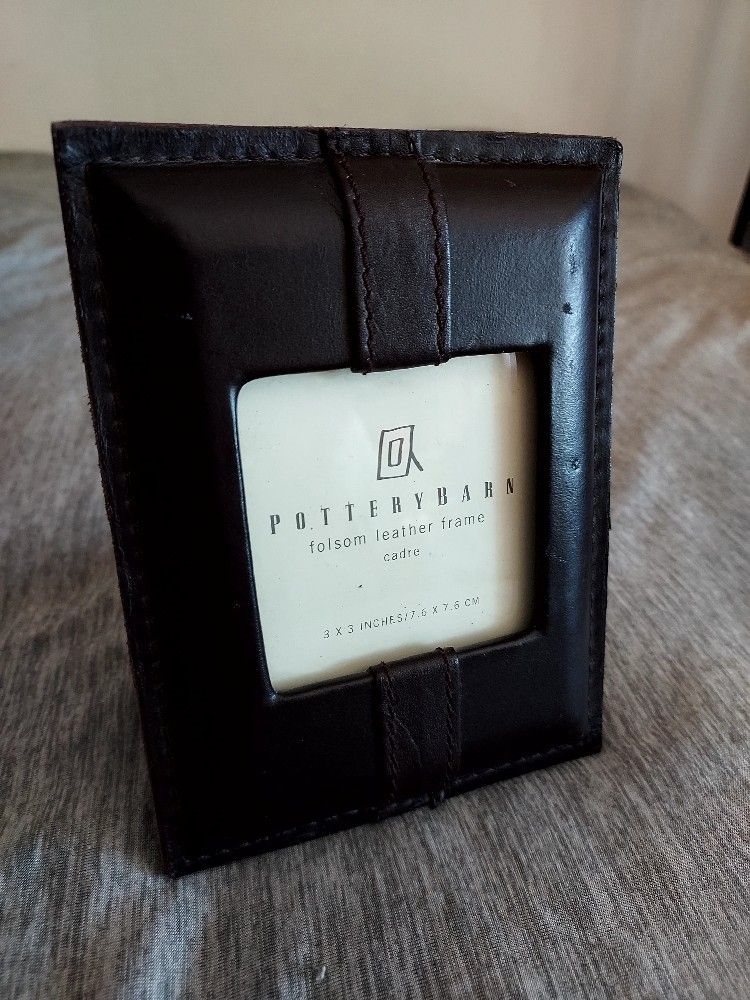 POTTERYBARN
folsom leather frame
cadre
3 X 3 INCHES/7.6 X 7.6 CM